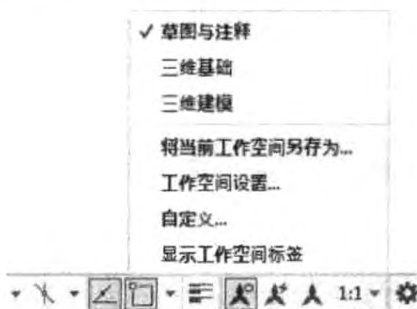 草图与注释
三维基础
三维建模
将当前工作空间另存为...
工作空间设置...
自定义...
显示工作空间标签
1:1